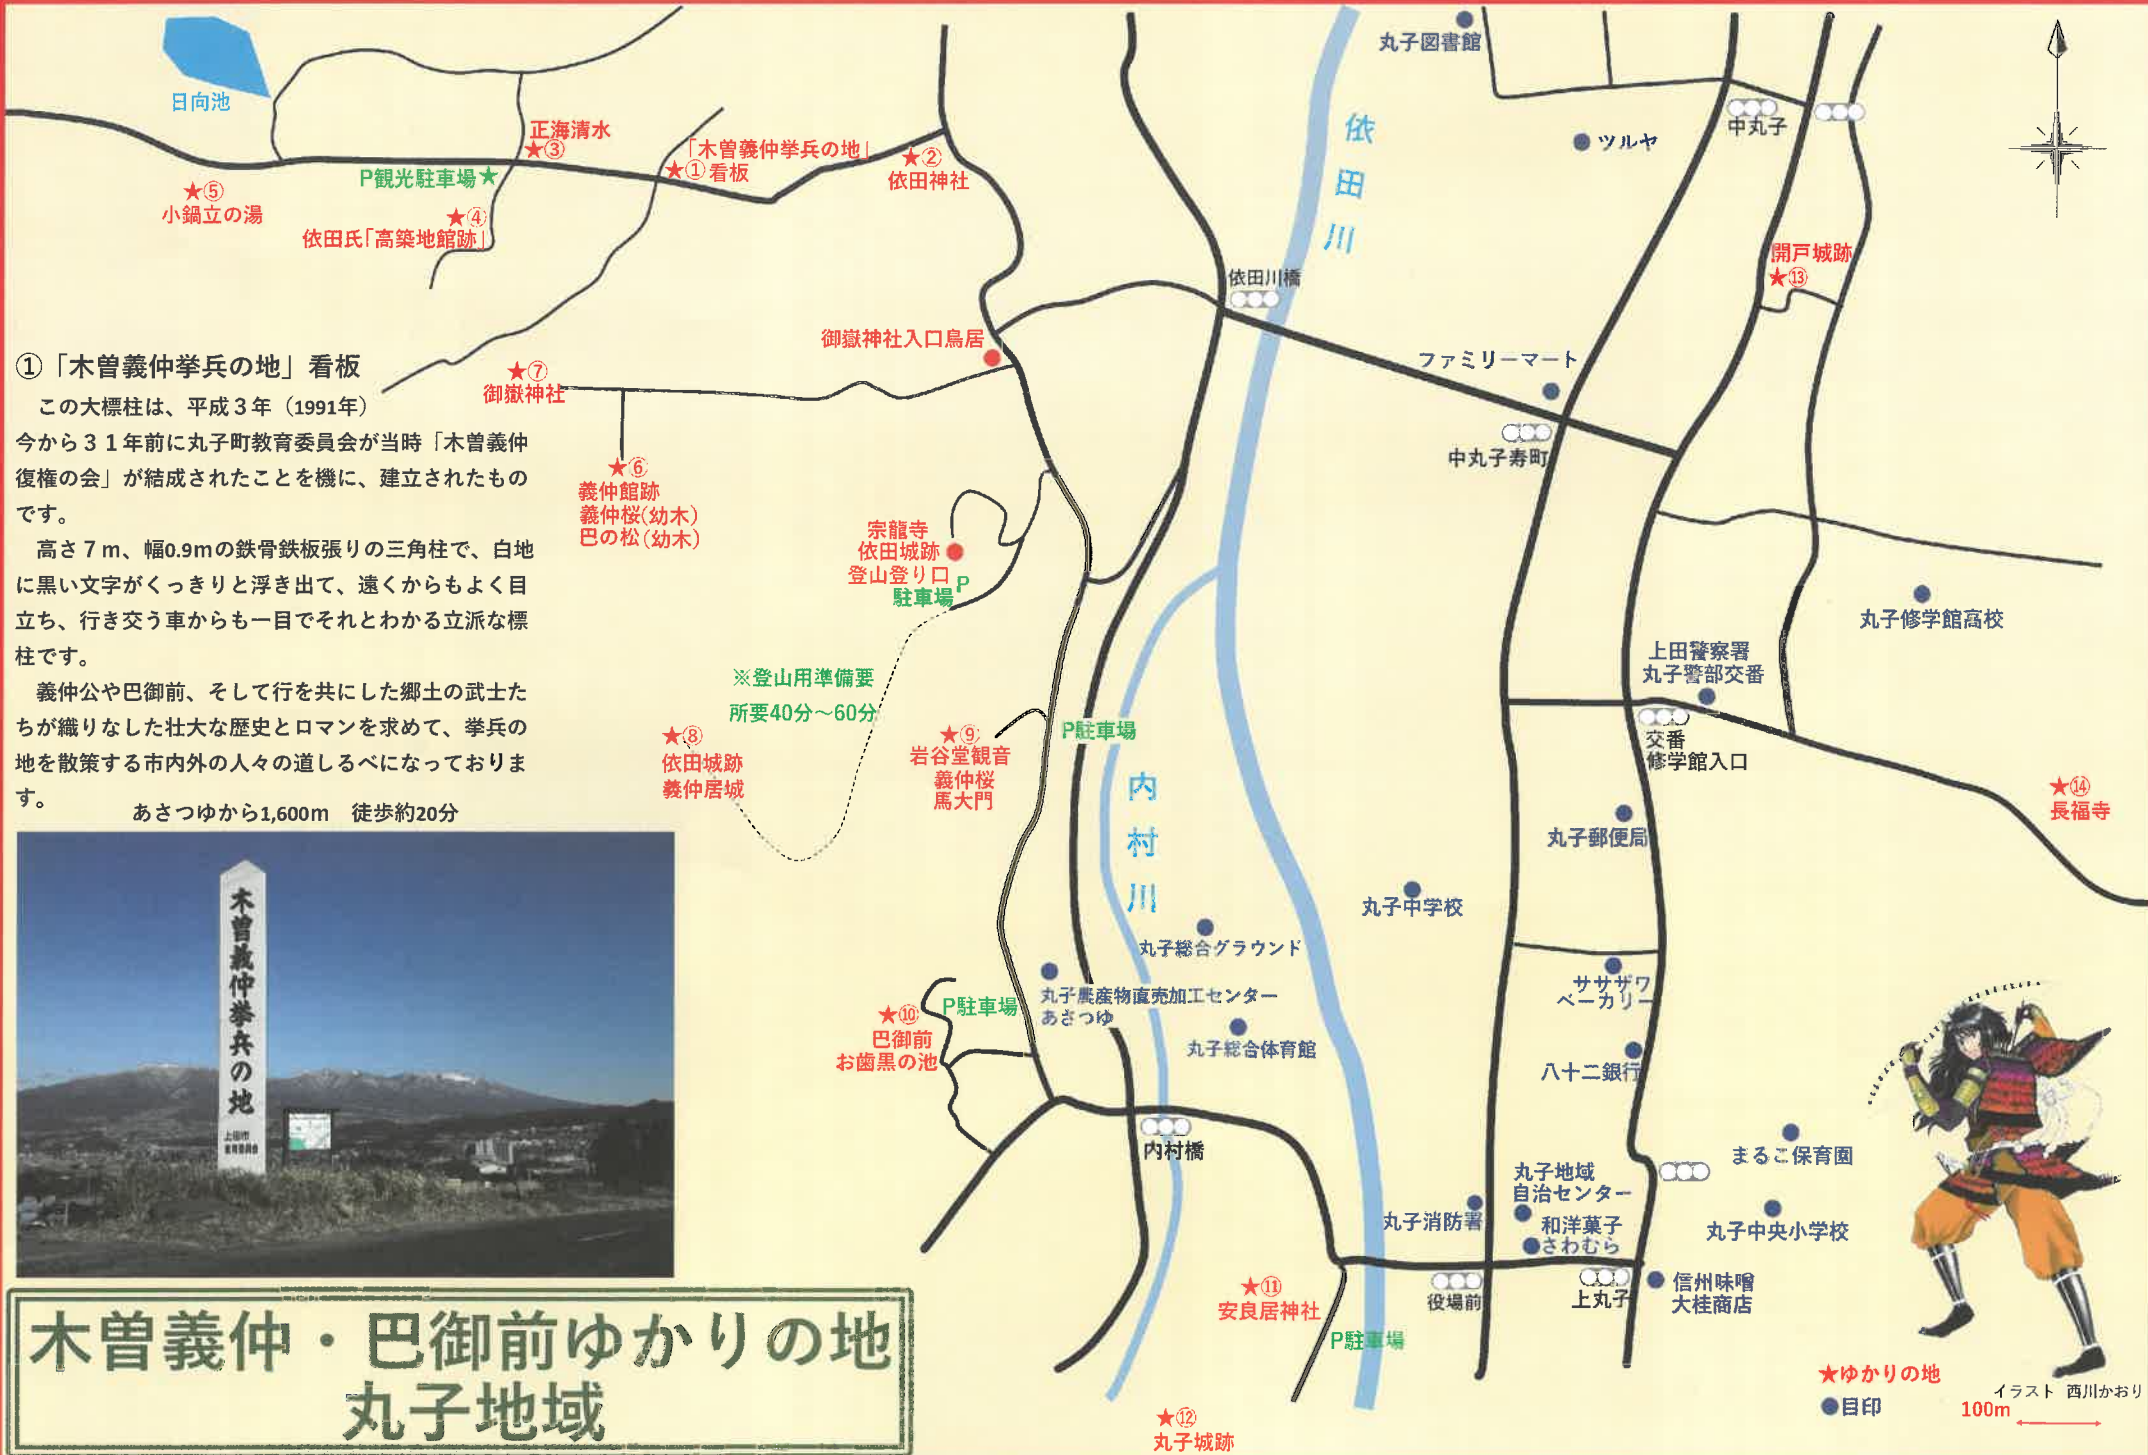 日向池
★⑤
小鍋立の湯
P観光駐車場★
正海清水
★③
★④
依田氏「高築地館跡」
「木曽義仲挙兵の地」
★①看板
★②
依田神社
依田川
丸子図書館
ツルヤ
中丸子
開戸城跡
★⑬
依田川橋
御嶽神社入口鳥居
★⑦
御嶽神社
★⑥
義仲館跡
義仲桜(幼木)
巴の松(幼木)
ファミリーマート
中丸子寿町
宗龍寺
依田城跡
登山登り口
P
駐車場
※登山用準備要
所要40分～60分
★⑧
依田城跡
義仲居城
★⑨
岩谷堂観音
義仲桜
馬大門
P駐車場
内村川
丸子修学館高校
上田警察署
丸子警部交番
交番
修学館入口
★⑭
長福寺
丸子郵便局
丸子中学校
丸子総合グラウンド
丸子農産物直売加工センター
あさつゆ
丸子総合体育館
P駐車場
★⑩
巴御前
お歯黒の池
ササザワ
ベーカリー
八十二銀行
まるこ保育園
内村橋
丸子地域
自治センター
丸子消防署
和洋菓子
さわむら
丸子中央小学校
★⑪
安良居神社
P駐車場
役場前
上丸子
信州味噌
大桂商店
★⑫
丸子城跡
①「木曽義仲挙兵の地」看板
この大標柱は、平成３年（1991年）
今から３１年前に丸子町教育委員会が当時「木曽義仲
復権の会」が結成されたことを機に、建立されたもの
です。
高さ７ｍ、幅0.9mの鉄骨鉄板張りの三角柱で、白地
に黒い文字がくっきりと浮き出て、遠くからもよく目
立ち、行き交う車からも一目でそれとわかる立派な標
柱です。
義仲公や巴御前、そして行を共にした郷土の武士た
ちが織りなした壮大な歴史とロマンを求めて、挙兵の
地を散策する市内外の人々の道しるべになっておりま
す。
あさつゆから1,600m　徒歩約20分
木曽義仲挙兵の地
上田市
教育委員会
木曽義仲・巴御前ゆかりの地
丸子地域
★ゆかりの地
●目印
イラスト 西川かおり
100m